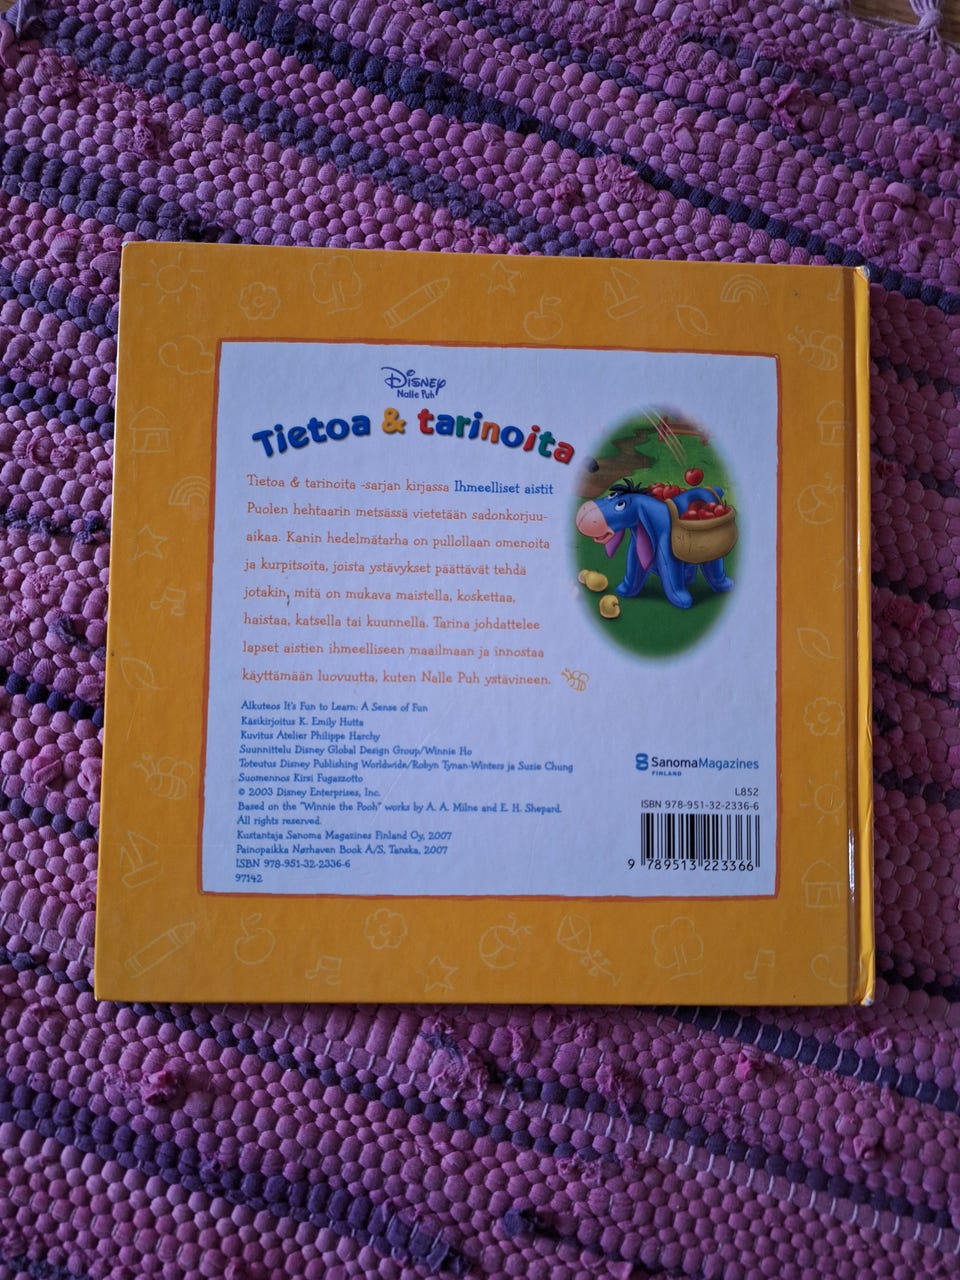 Disney
Nalle Puh
Tietoa & tarinoita
Tietoa & tarinoita -sarjan kirjassa Ihmeelliset aistit
Puolen hehtaarin metsässä vietetään sadonkorjuu-
aikaa. Kanin hedelmätarha on pullollaan omenoita
ja kurpitsoita, joista ystävykset päättävät tehdä
jotakin, mitä on mukava maistella, koskettaa,
haistaa, katsella tai kuunnella. Tarina johdattelee
lapset aistien ihmeelliseen maailmaan ja innostaa
käyttämään luovuutta, kuten Nalle Puh ystävineen.
Alkuteos It's Fun to Learn: A Sense of Fun
Käsikirjoitus K. Emily Hutta
Kuvitus Atelier Philippe Harchy
Suunnittelu Disney Global Design Group/Winnie Ho
Toteutus Disney Publishing Worldwide/Robyn Tynan-Winters ja Suzie Chung
Suomennos Kirsi Fugazzotto
© 2003 Disney Enterprises, Inc.
Based on the "Winnie the Pooh" works by A. A. Milne and E. H. Shepard.
All rights reserved.
Kustantaja Sanoma Magazines Finland Oy, 2007
Painopaikka Nørhaven Book A/S, Tanska, 2007
ISBN 978-951-32-2336-6
97142
SanomaMagazines
FINLAND
L852
ISBN 978-951-32-2336-6
9 789513 223366